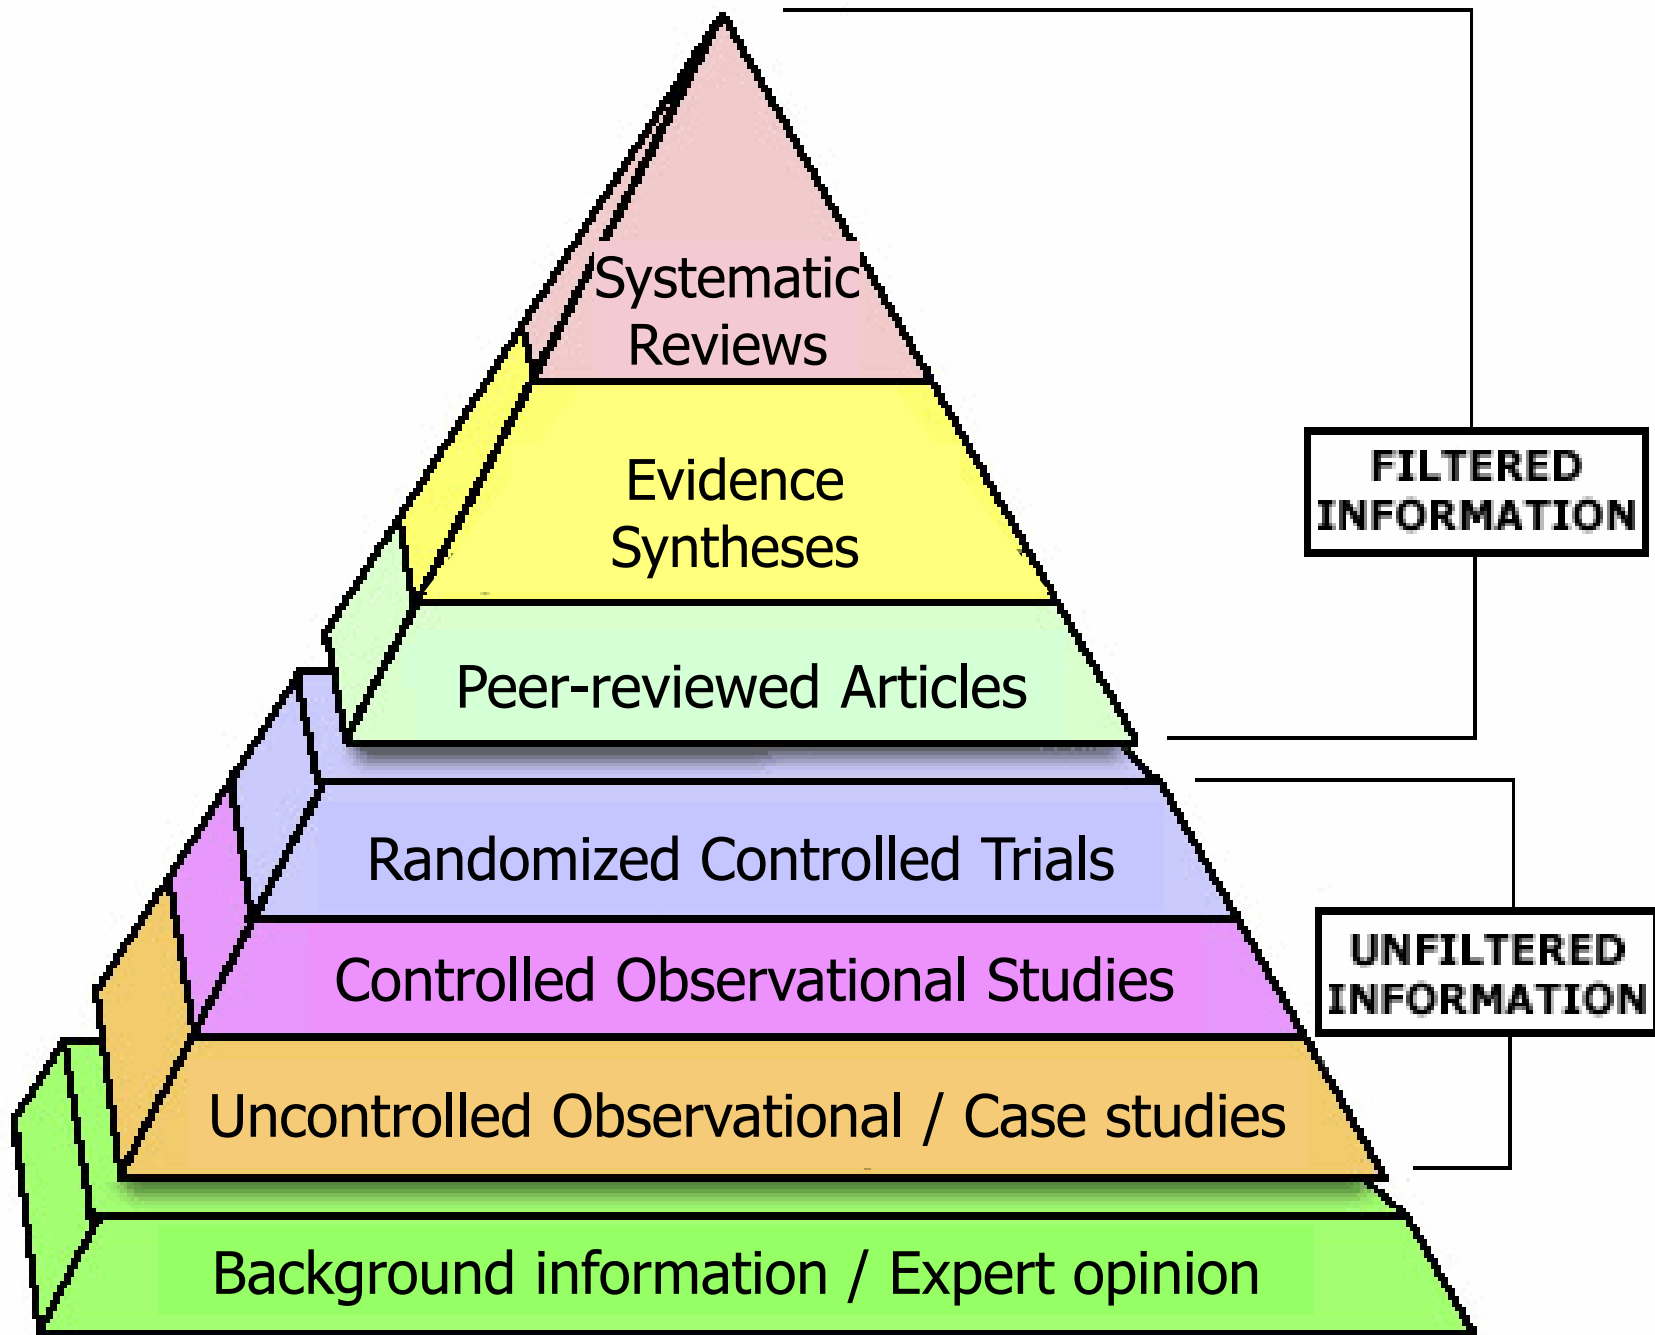 Systematic
Reviews
Evidence
Syntheses
FILTERED
INFORMATION
Peer-reviewed Articles
Randomized Controlled Trials
Controlled Observational Studies
UNFILTERED
INFORMATION
Uncontrolled Observational / Case studies
Background information / Expert opinion